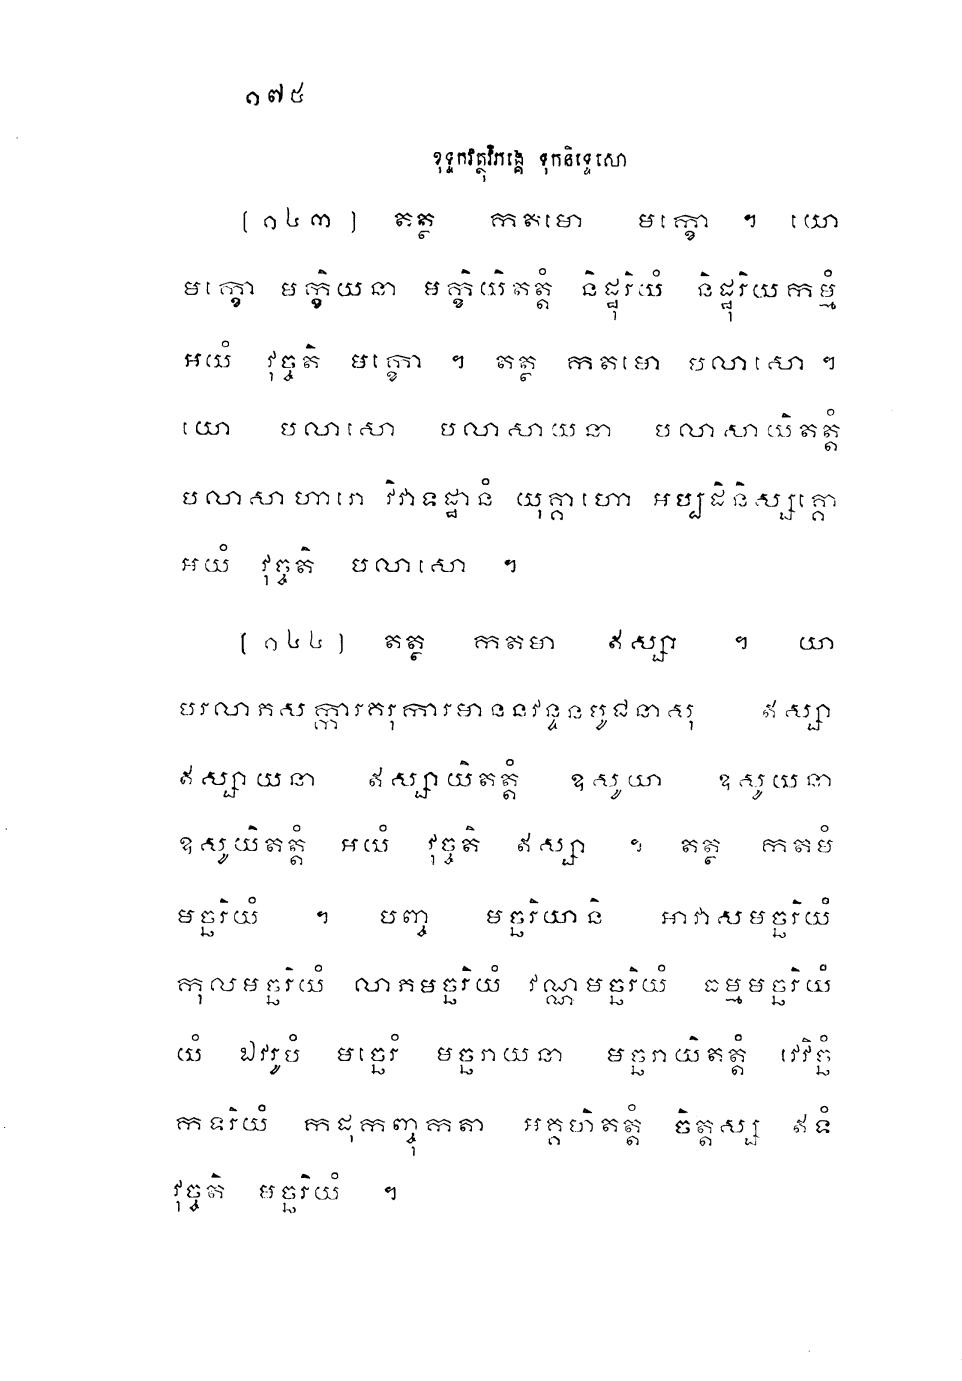 ១៧៥
ខុទ្ទកវត្ថុវិភង្គេ ទុកនិទ្ទេសោ
[១៤៣] តត្ថ កតមោ មក្ខោ ។ យោ
មក្ខោ មក្ខិយនា មក្ខិយិតត្តំ និដ្ឋុរិយំ និដ្ឋុរិយកម្មំ
អយំ វុច្ចតិ មក្ខោ ។ តត្ថ កតមោ បលាសោ ។
យោ បលាសោ បលាសាយនា បលាសាយិតត្តំ
បលាសាហារោ វិវាទដ្ឋានំ យុគ្គាហោ អប្បដិនិស្សគ្គោ
អយំ វុច្ចតិ បលាសោ ។
[១៤៤] តត្ថ កតមា ឥស្សា ។ យា
បរលាភសក្ការគរុការមាននវន្ទនបូជនាសុ ឥស្សា
ឥស្សាយនា ឥស្សាយិតត្តំ ឧសូយា ឧសូយនា
ឧសូយិតត្តំ អយំ វុច្ចតិ ឥស្សា ។ តត្ថ កតមំ
មច្ឆរិយំ ។ បញ្ច មច្ឆរិយានិ អាវាសមច្ឆរិយំ
កុលមច្ឆរិយំ លាភមច្ឆរិយំ វណ្ណមច្ឆរិយំ ធម្មមច្ឆរិយំ
យំ ឯវរូបំ មច្ឆេរំ មច្ឆរាយនា មច្ឆរាយិតត្តំ វេវិច្ឆំ
កទរិយំ កដុកញ្ចុកតា អគ្គហិតត្តំ ចិត្តស្ស ឥទំ
វុច្ចតិ មច្ឆរិយំ ។